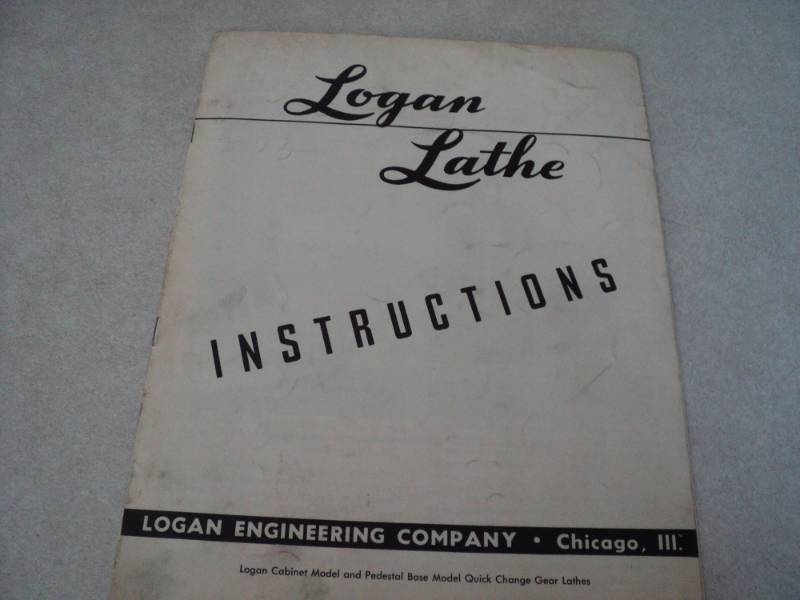 Logan
Lathe
INSTRUCTIONS
LOGAN ENGINEERING COMPANY • Chicago, Ill.
Logan Cabinet Model and Pedestal Base Model Quick Change Gear Lathes